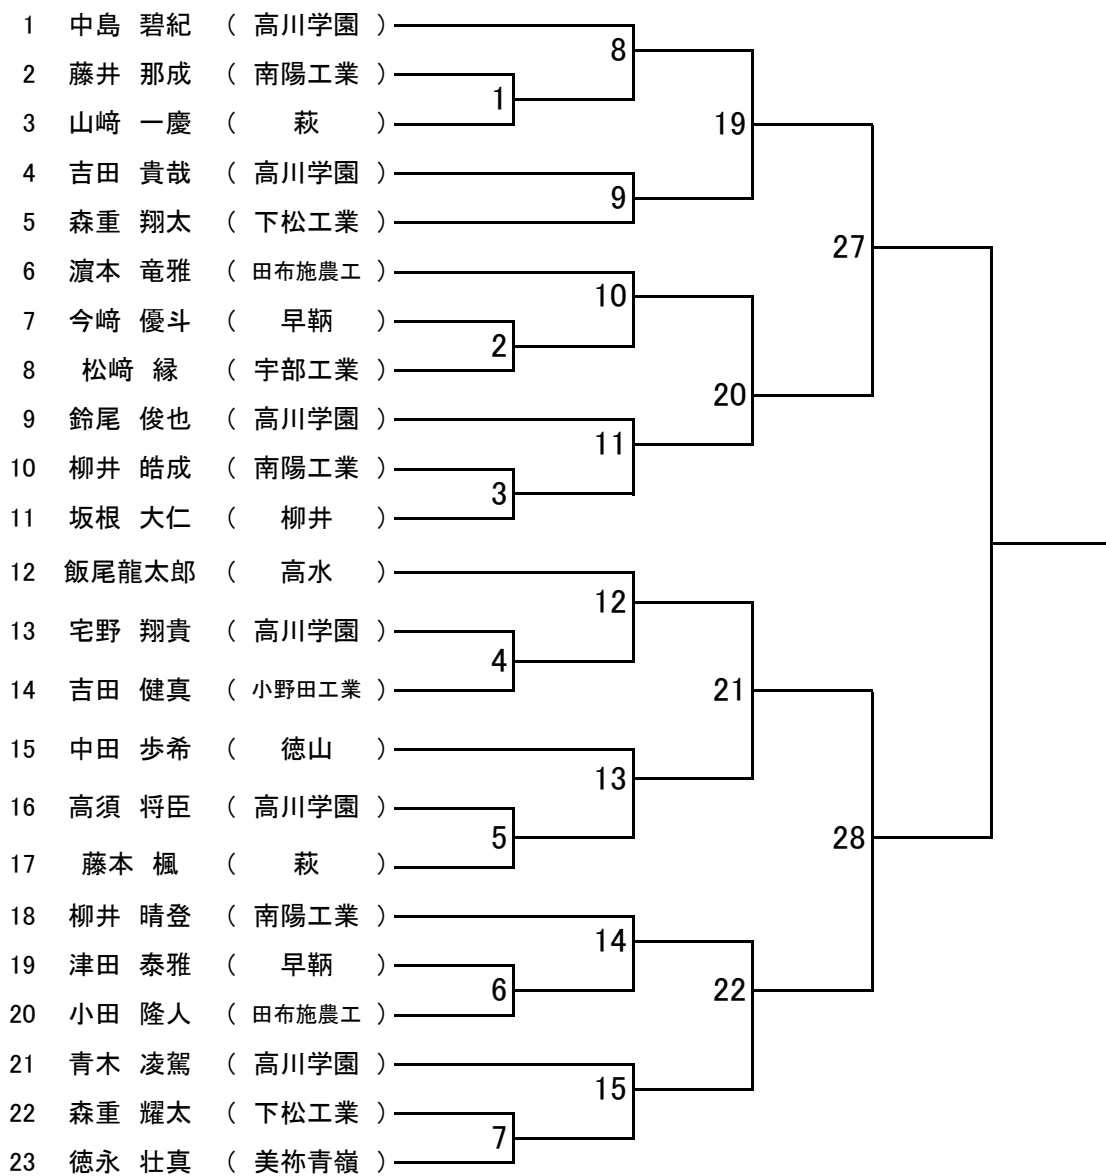 1 中島 碧紀 ( 高川学園 )
8
2 藤井 那成 ( 南陽工業 )
1
3 山﨑 一慶 ( 萩 )
19
4 吉田 貴哉 ( 高川学園 )
9
5 森重 翔太 ( 下松工業 )
27
6 濵本 竜雅 ( 田布施農工 )
10
7 今﨑 優斗 ( 早鞆 )
2
8 松﨑 縁 ( 宇部工業 )
20
9 鈴尾 俊也 ( 高川学園 )
11
10 柳井 皓成 ( 南陽工業 )
3
11 坂根 大仁 ( 柳井 )
12 飯尾龍太郎 ( 高水 )
12
13 宅野 翔貴 ( 高川学園 )
4
14 吉田 健真 ( 小野田工業 )
21
15 中田 歩希 ( 徳山 )
13
16 高須 将臣 ( 高川学園 )
5
28
17 藤本 楓 ( 萩 )
18 柳井 晴登 ( 南陽工業 )
14
19 津田 泰雅 ( 早鞆 )
6
22
20 小田 隆人 ( 田布施農工 )
21 青木 凌駕 ( 高川学園 )
15
22 森重 耀太 ( 下松工業 )
7
23 徳永 壮真 ( 美祢青嶺 )